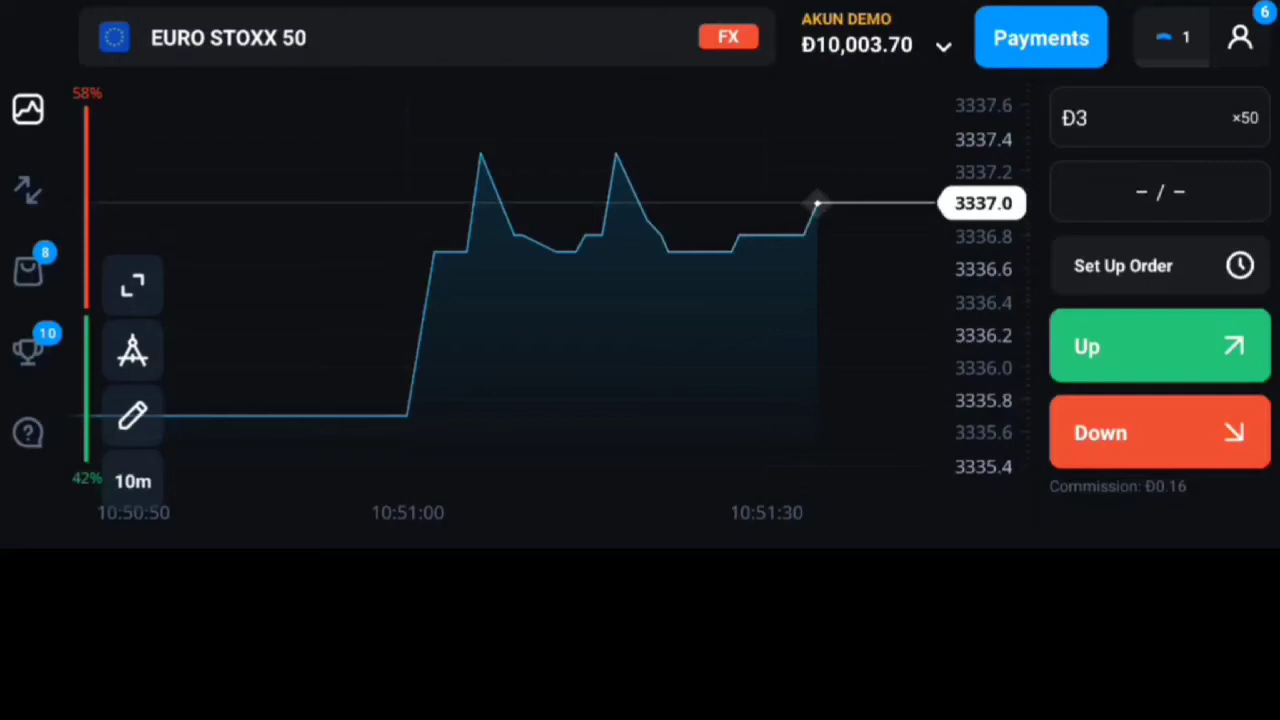 EURO STOXX 50
FX
AKUN DEMO
Đ10,003.70
Payments
1
6
58%
8
10
42%
10m
10:50:50
10:51:00
10:51:30
3337.6
3337.4
3337.2
3337.0
3336.8
3336.6
3336.4
3336.2
3336.0
3335.8
3335.6
3335.4
Đ3 ×50
– / –
Set Up Order
Up
Down
Commission: Đ0.16